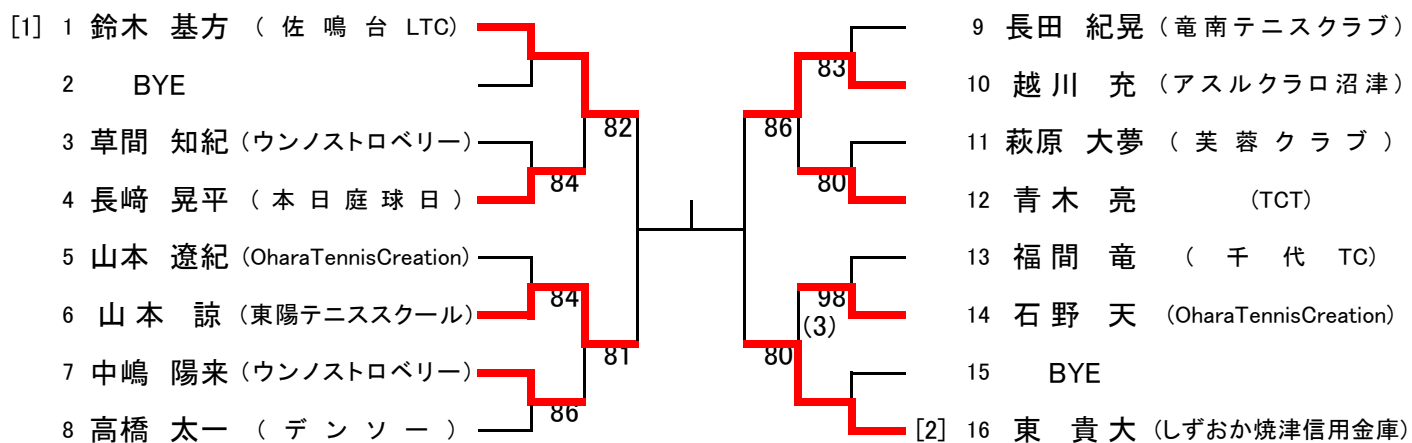 [1] 1 鈴木 基方 (佐鳴台 LTC)
2 BYE
82
3 草間 知紀 (ウンノストロベリー)
84
4 長﨑 晃平 (本日庭球日)
5 山本 遼紀 (OharaTennisCreation)
84
6 山本 諒 (東陽テニススクール)
81
7 中嶋 陽来 (ウンノストロベリー)
86
8 高橋 太一 (デンソー)
9 長田 紀晃 (竜南テニスクラブ)
83
10 越川 充 (アスルクラロ沼津)
86
11 萩原 大夢 (芙蓉クラブ)
80
12 青木 亮 (TCT)
13 福間 竜 (千代 TC)
98
(3)
14 石野 天 (OharaTennisCreation)
80
15 BYE
[2] 16 東 貴大 (しずおか焼津信用金庫)